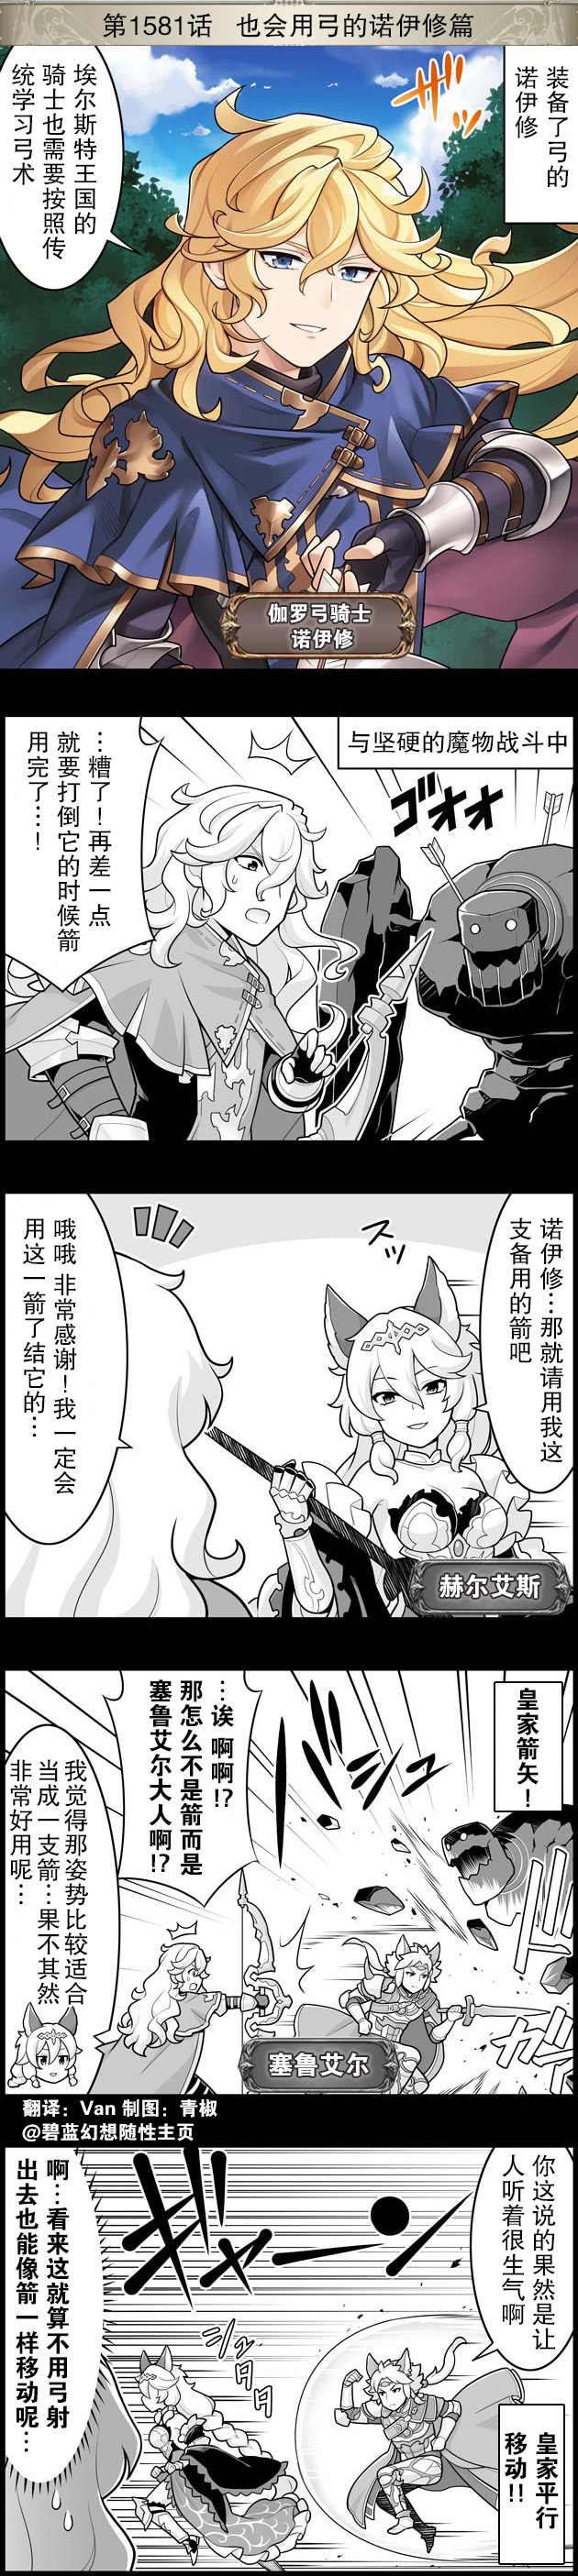 第1581话 也会用弓的诺伊修篇
装备了弓的
诺伊修
埃尔斯特王国的
骑士也需要按照传
统学习弓术
ビシッ
伽罗弓骑士
诺伊修
与坚硬的魔物战斗中
ゴオオオ
…糟了！再差一点
就要打倒它的时候箭
用完了…！
诺伊修…那就请用我这
支备用的箭吧
スッ
哦哦 非常感谢！我一定会
用这一箭了结它的…
赫尔艾斯
皇家箭矢！
…诶 啊啊!?
那怎么不是箭而是
塞鲁艾尔大人啊!?
我觉得那姿势比较适合
当成一支箭…果不其然
非常好用呢…
塞鲁艾尔
翻译：Van 制图：青椒
@碧蓝幻想随性主页
你这说的果然是让
人听着很生气啊
ギャーン
皇家平行
移动!!
シュタタ
啊…看来这就算不用弓射
出去也能像箭一样移动呢…